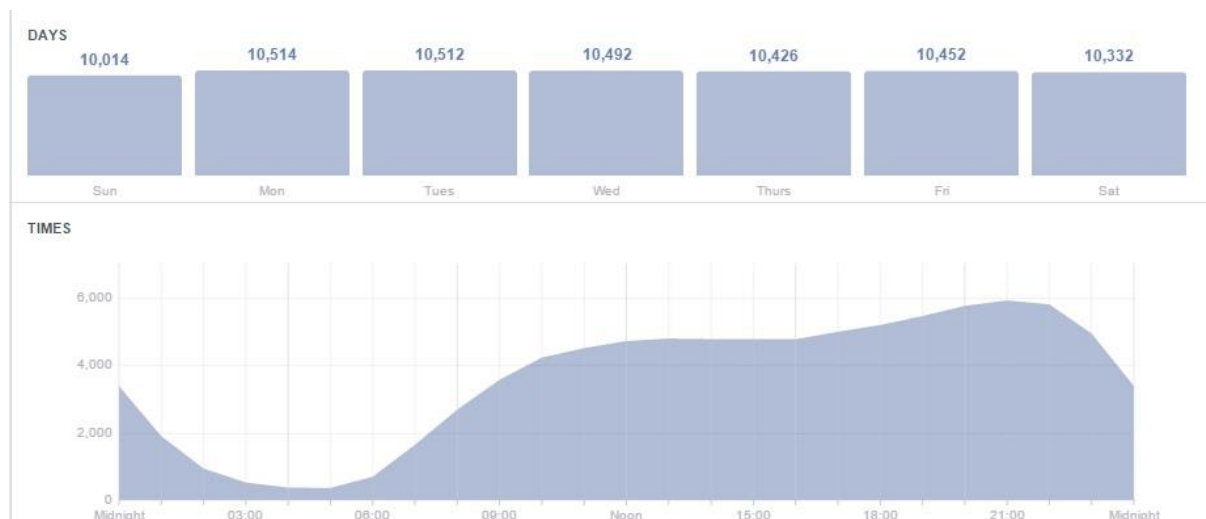 DAYS
10,014 10,514 10,512 10,492 10,426 10,452 10,332
Sun Mon Tues Wed Thurs Fri Sat
TIMES
6,000
4,000
2,000
0
Midnight 03:00 06:00 09:00 Noon 15:00 18:00 21:00 Midnight